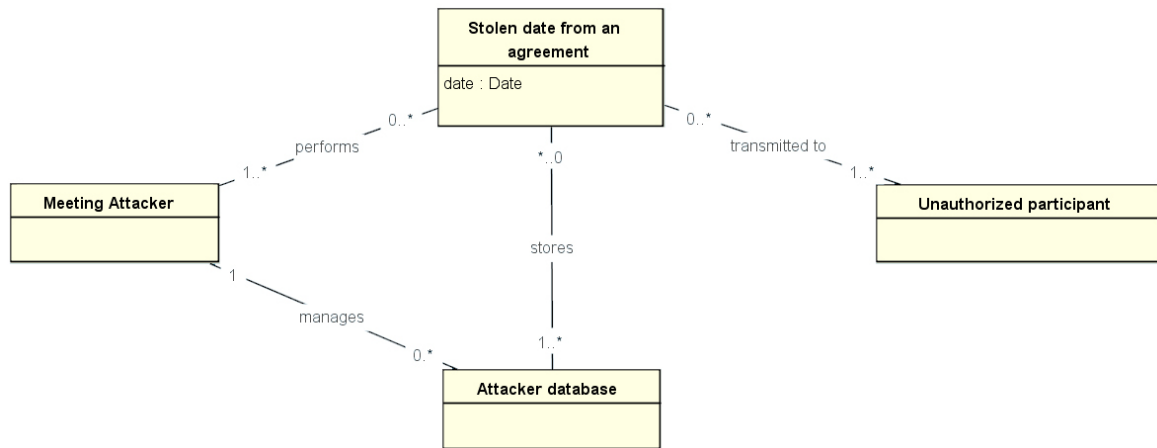 Stolen date from an
agreement
date : Date
0..*
0..*
performs
*..0
transmitted to
1..*
1..*
Meeting Attacker
Unauthorized participant
stores
1
manages
1..*
0.*
Attacker database